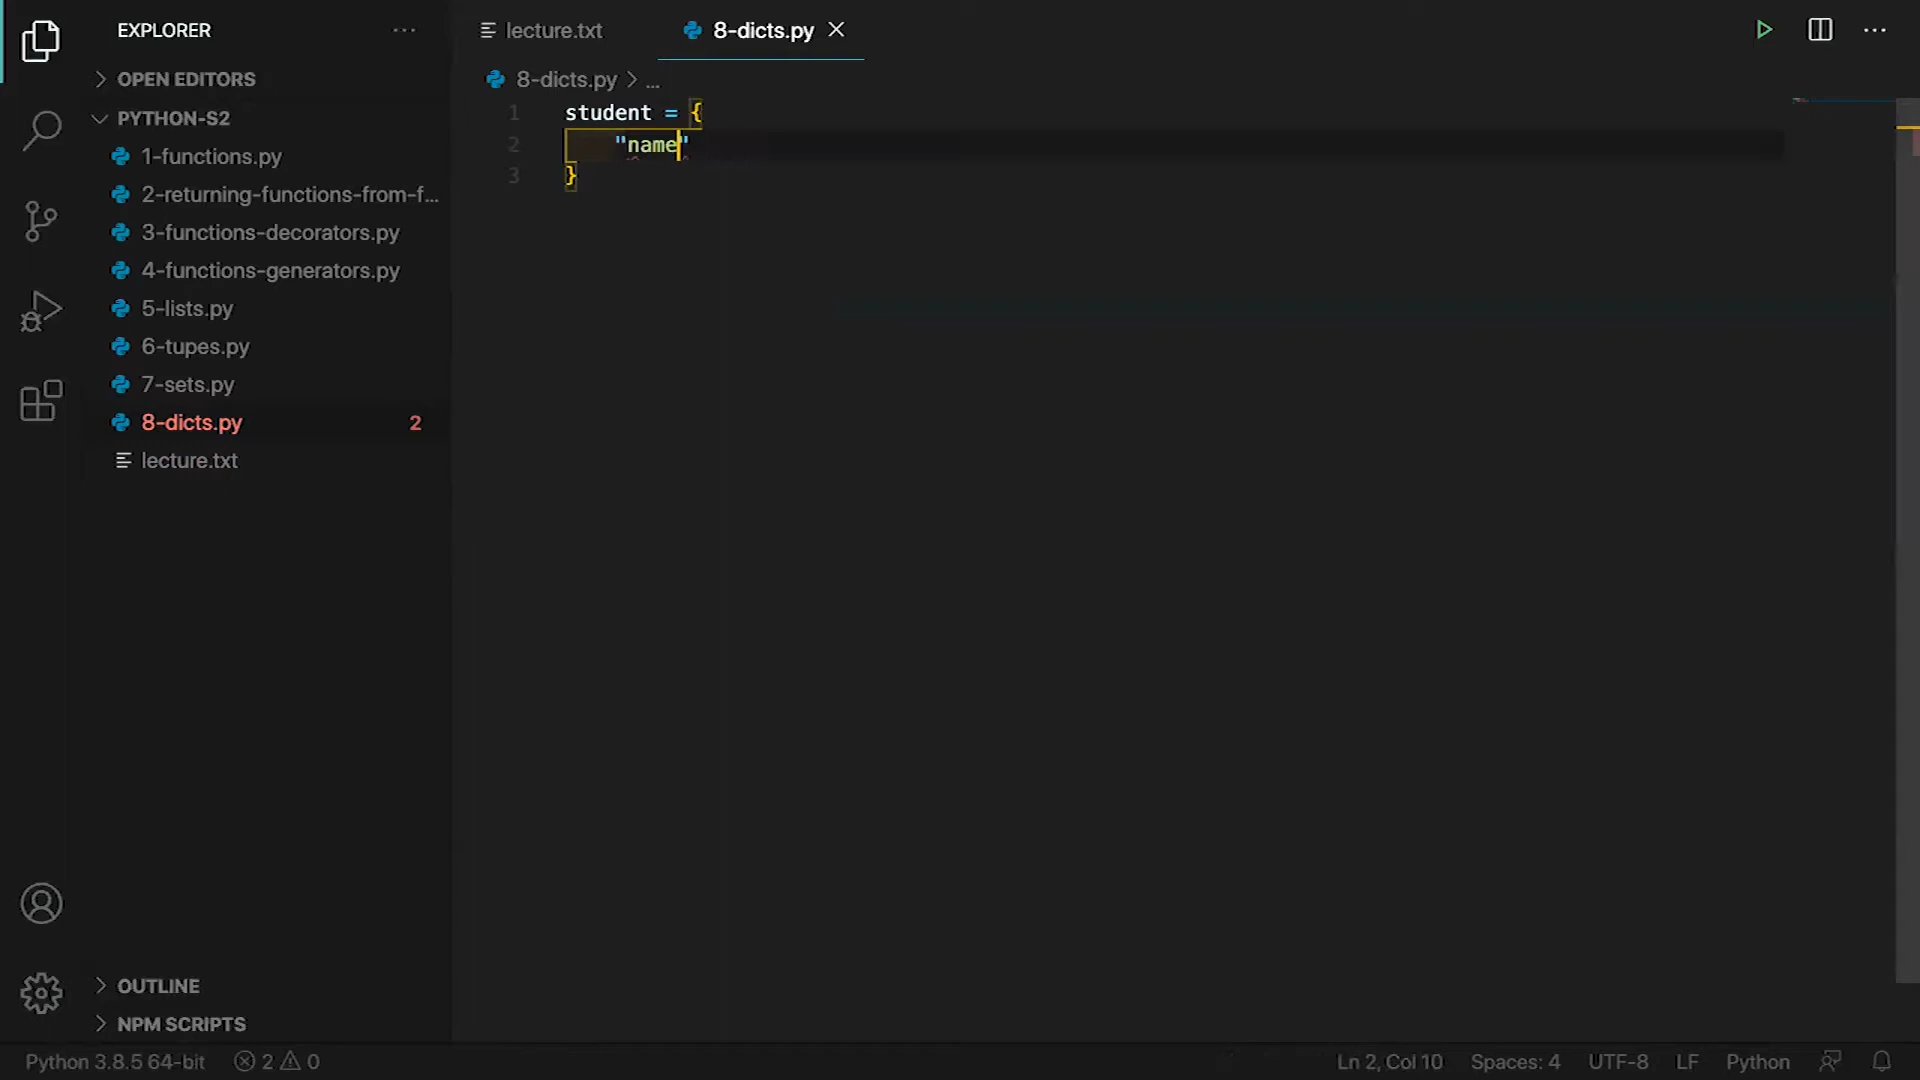 EXPLORER
OPEN EDITORS
PYTHON-S2
1-functions.py
2-returning-functions-from-f...
3-functions-decorators.py
4-functions-generators.py
5-lists.py
6-tupes.py
7-sets.py
8-dicts.py 2
lecture.txt
OUTLINE
NPM SCRIPTS
lecture.txt 8-dicts.py
8-dicts.py > ...
1 student = {
2 "name"
3 }
Python 3.8.5 64-bit 2 0 Ln 2, Col 10 Spaces: 4 UTF-8 LF Python